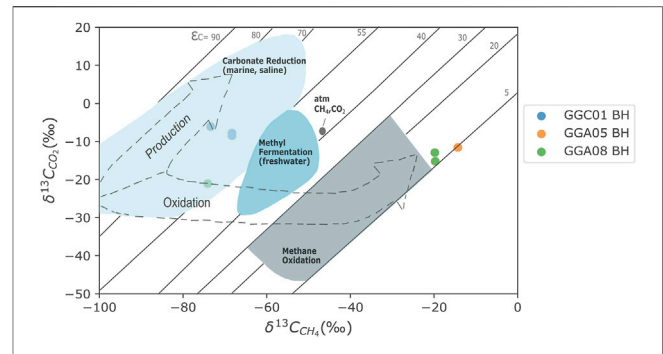 εC= 90 80 70 55 40 30 20
5
20
10
0
−10
−20
−30
−40
−50
δ¹³C_CO₂(‰)
Carbonate Reduction
(marine, saline)
Production
Oxidation
Methyl
Fermentation
(freshwater)
atm
CH₄,CO₂
Methane
Oxidation
−100 −80 −60 −40 −20 0
δ¹³C_CH₄(‰)
GGC01 BH
GGA05 BH
GGA08 BH